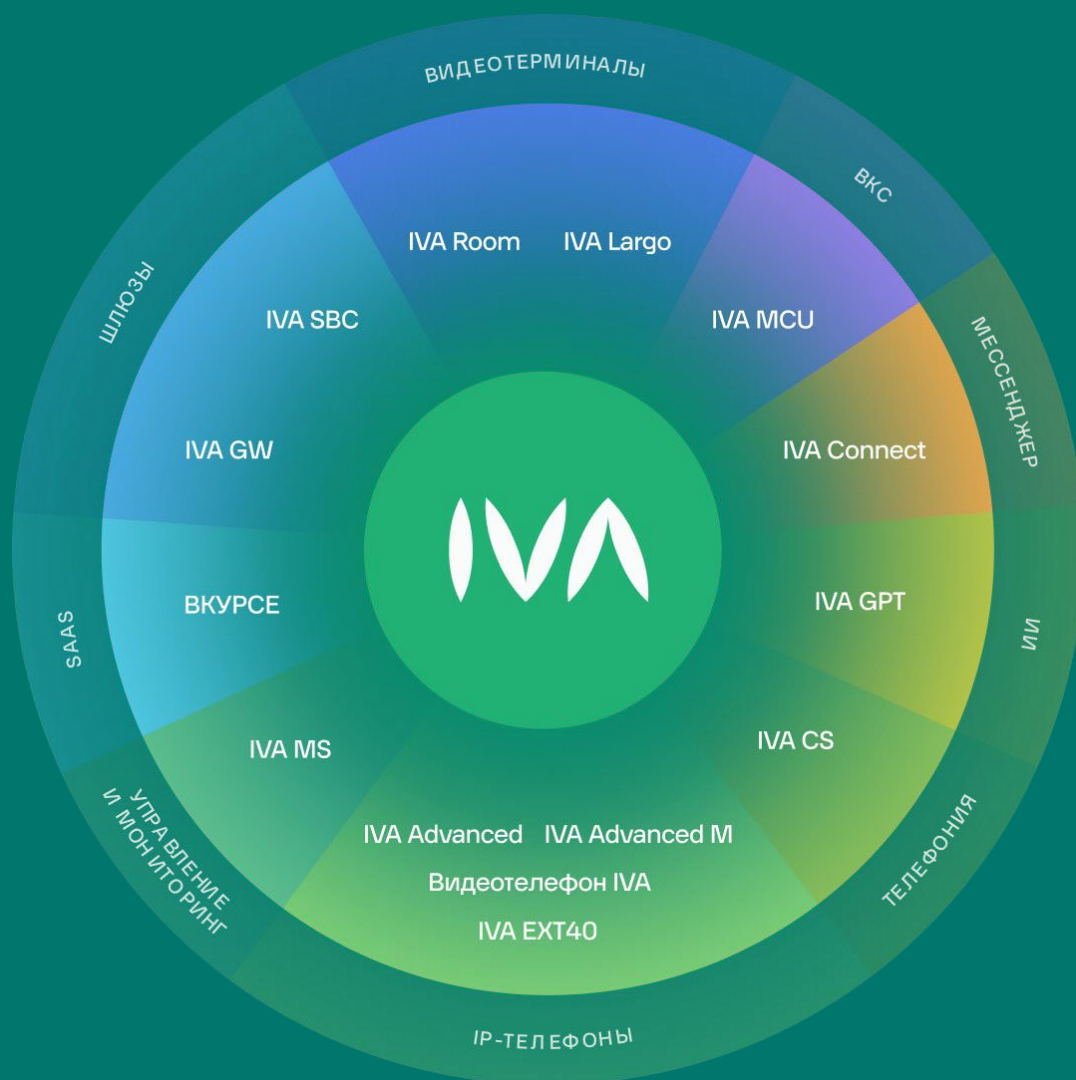 ВИДЕОТЕРМИНАЛЫ
IVA Room
IVA Largo
ВКС
IVA MCU
МЕССЕНДЖЕР
IVA Connect
ИИ
IVA GPT
ТЕЛЕФОНИЯ
IVA CS
IP-ТЕЛЕФОНЫ
IVA Advanced
IVA Advanced M
Видеотелефон IVA
IVA EXT40
УПРАВЛЕНИЕ
И МОНИТОРИНГ
IVA MS
SAAS
ВКУРСЕ
ШЛЮЗЫ
IVA SBC
IVA GW
IVA